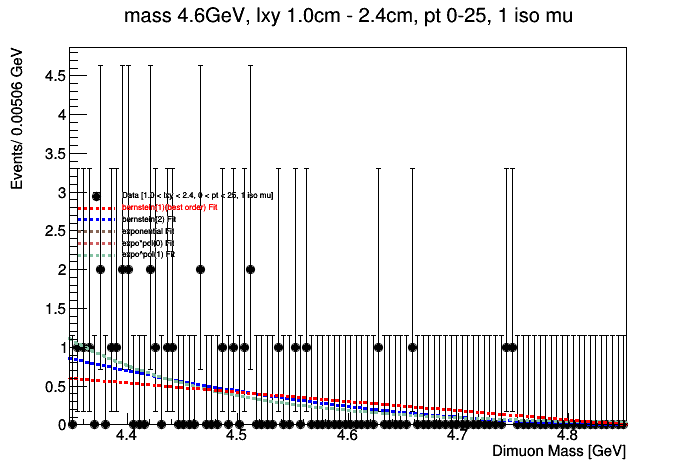 mass 4.6GeV, lxy 1.0cm - 2.4cm, pt 0-25, 1 iso mu
Events/ 0.00506 GeV
4.5
4
3.5
3
2.5
2
1.5
1
0.5
0
Data [1.0 < lxy < 2.4, 0 < pt < 25, 1 iso mu]
bernstein(1)(best order) Fit
bernstein(2) Fit
exponential Fit
expo*pol(0) Fit
expo*pol(1) Fit
4.4 4.5 4.6 4.7 4.8
Dimuon Mass [GeV]